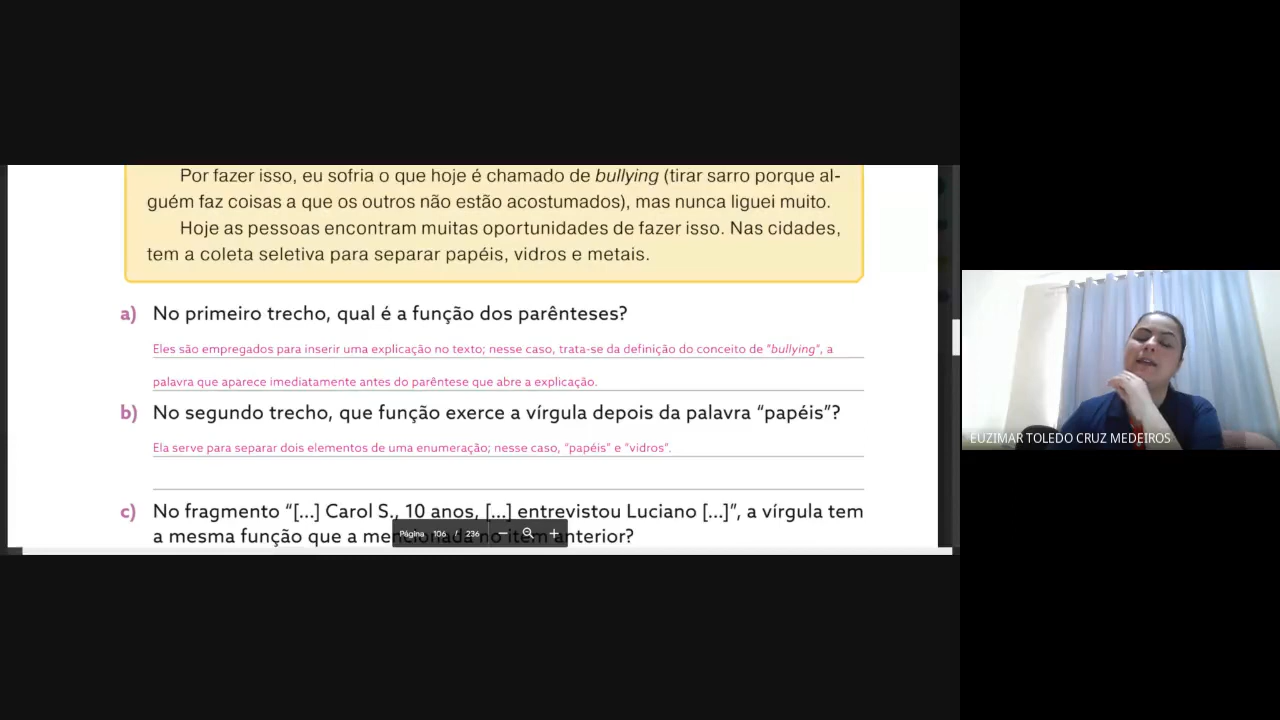 Por fazer isso, eu sofria o que hoje é chamado de bullying (tirar sarro porque al-
guém faz coisas a que os outros não estão acostumados), mas nunca liguei muito.
Hoje as pessoas encontram muitas oportunidades de fazer isso. Nas cidades,
tem a coleta seletiva para separar papéis, vidros e metais.
a) No primeiro trecho, qual é a função dos parênteses?
Eles são empregados para inserir uma explicação no texto; nesse caso, trata-se da definição do conceito de "bullying", a
palavra que aparece imediatamente antes do parêntese que abre a explicação.
b) No segundo trecho, que função exerce a vírgula depois da palavra “papéis”?
Ela serve para separar dois elementos de uma enumeração; nesse caso, “papéis” e “vidros”.
c) No fragmento “[...] Carol S., 10 anos, [...] entrevistou Luciano [...]”, a vírgula tem
a mesma função que a mencionada no item anterior?
Página 106 / 236
EUZIMAR TOLEDO CRUZ MEDEIROS